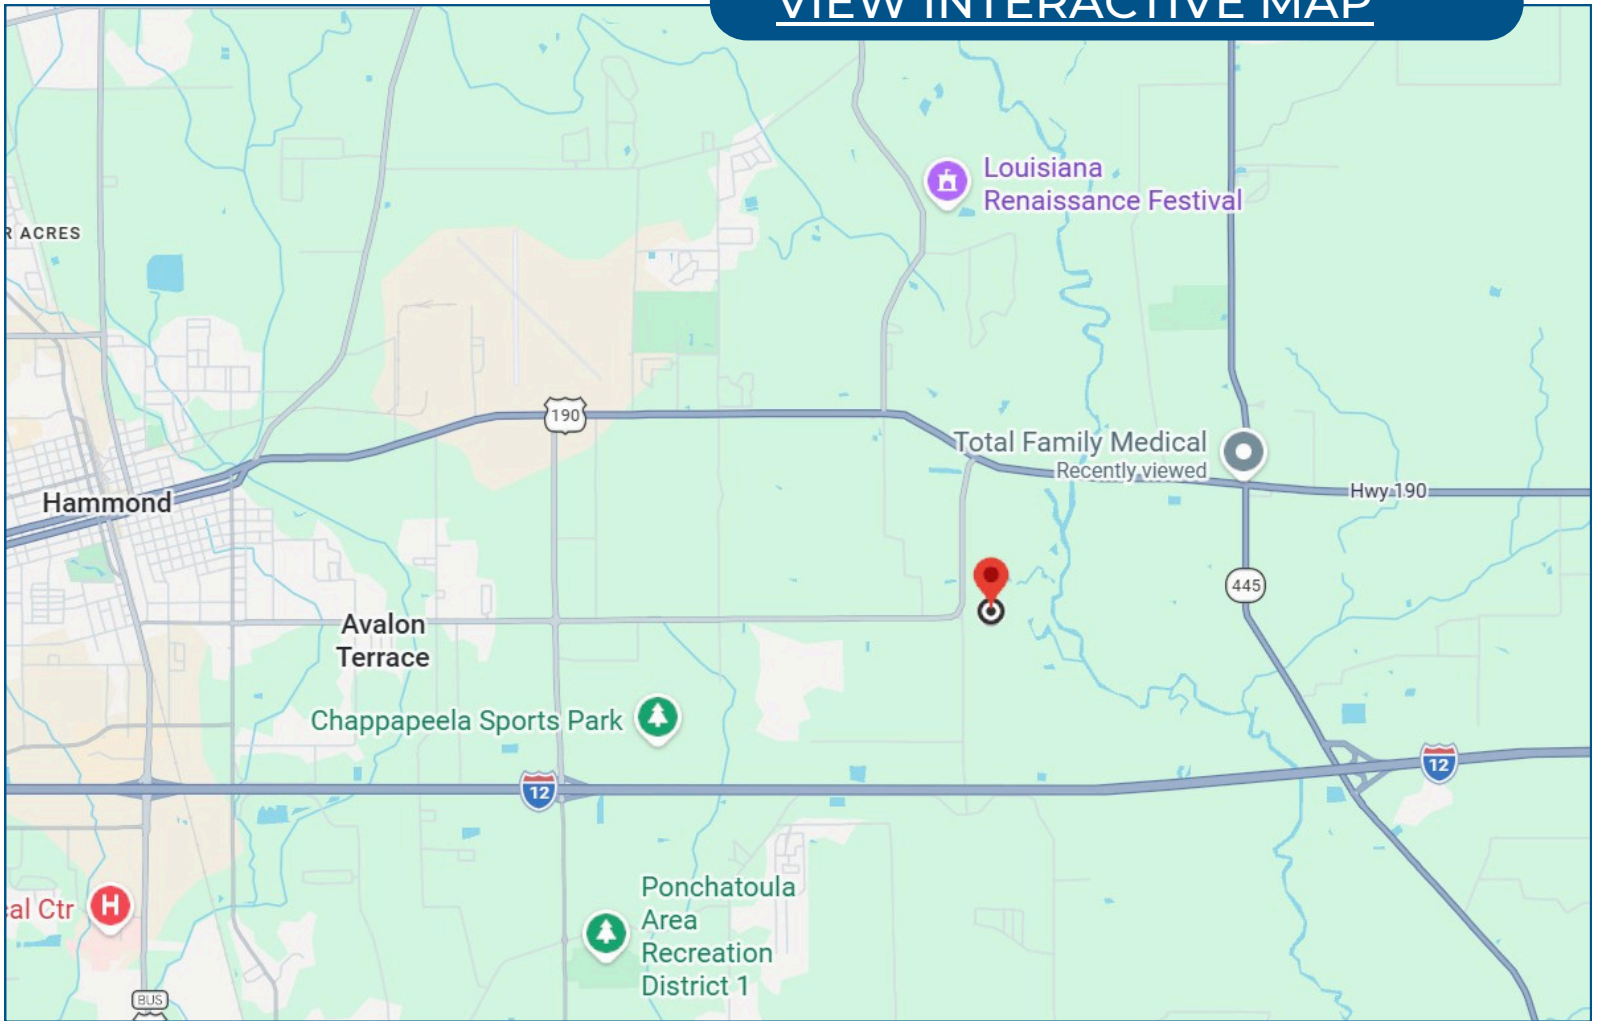 VIEW INTERACTIVE MAP
Louisiana
Renaissance Festival
R ACRES
190
Total Family Medical
Recently viewed
Hwy 190
Hammond
445
Avalon
Terrace
Chappapeela Sports Park
12
12
Ponchatoula
Area
Recreation
District 1
al Ctr
H
BUS